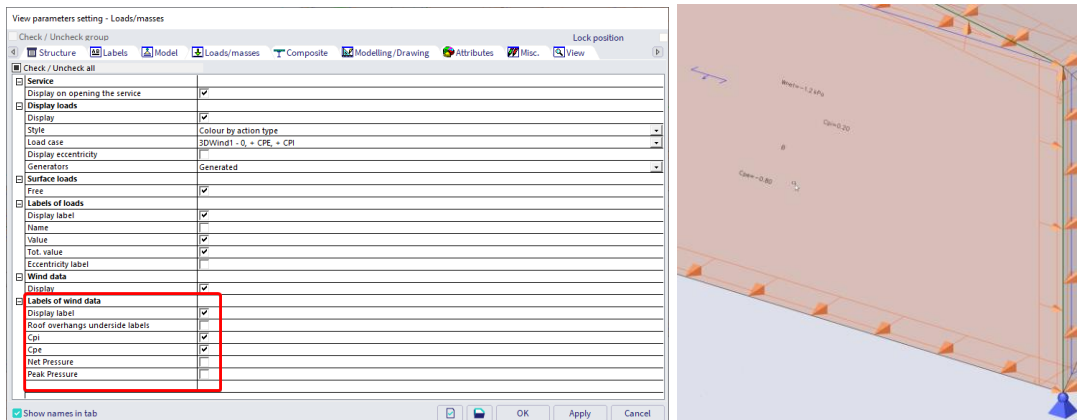 View parameters setting - Loads/masses
Check / Uncheck group
Lock position
Structure
Labels
Model
Loads/masses
Composite
Modelling/Drawing
Attributes
Misc.
View
Check / Uncheck all
Service
Display on opening the service
Display loads
Display
Style Colour by action type
Load case 3DWind1 - 0, + CPE, + CPI
Display eccentricity
Generators Generated
Surface loads
Free
Labels of loads
Display label
Name
Value
Tot. value
Eccentricity label
Wind data
Display
Labels of wind data
Display label
Roof overhangs underside labels
Cpi
Cpe
Net Pressure
Peak Pressure
Show names in tab
OK
Apply
Cancel
Cpi=0.20
Cpe=-0.80